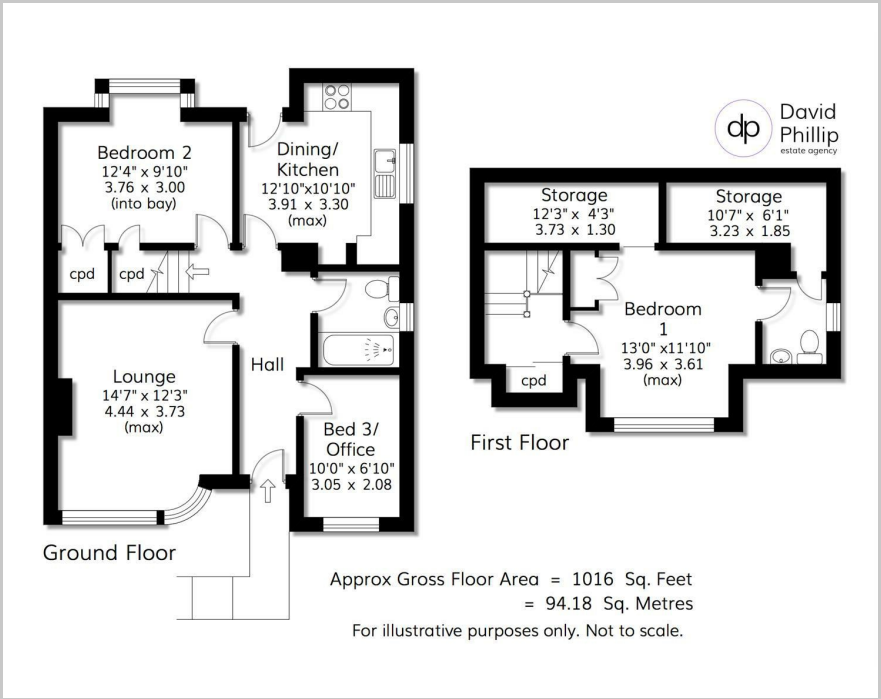 David
Phillip
estate agency
dp
Bedroom 2
12'4" x 9'10"
3.76 x 3.00
(into bay)
Dining/
Kitchen
12'10"x10'10"
3.91 x 3.30
(max)
cpd
cpd
Lounge
14'7" x 12'3"
4.44 x 3.73
(max)
Hall
Bed 3/
Office
10'0" x 6'10"
3.05 x 2.08
Ground Floor
Storage
12'3" x 4'3"
3.73 x 1.30
Storage
10'7" x 6'1"
3.23 x 1.85
Bedroom
1
13'0" x11'10"
3.96 x 3.61
(max)
cpd
First Floor
Approx Gross Floor Area = 1016 Sq. Feet
= 94.18 Sq. Metres
For illustrative purposes only. Not to scale.